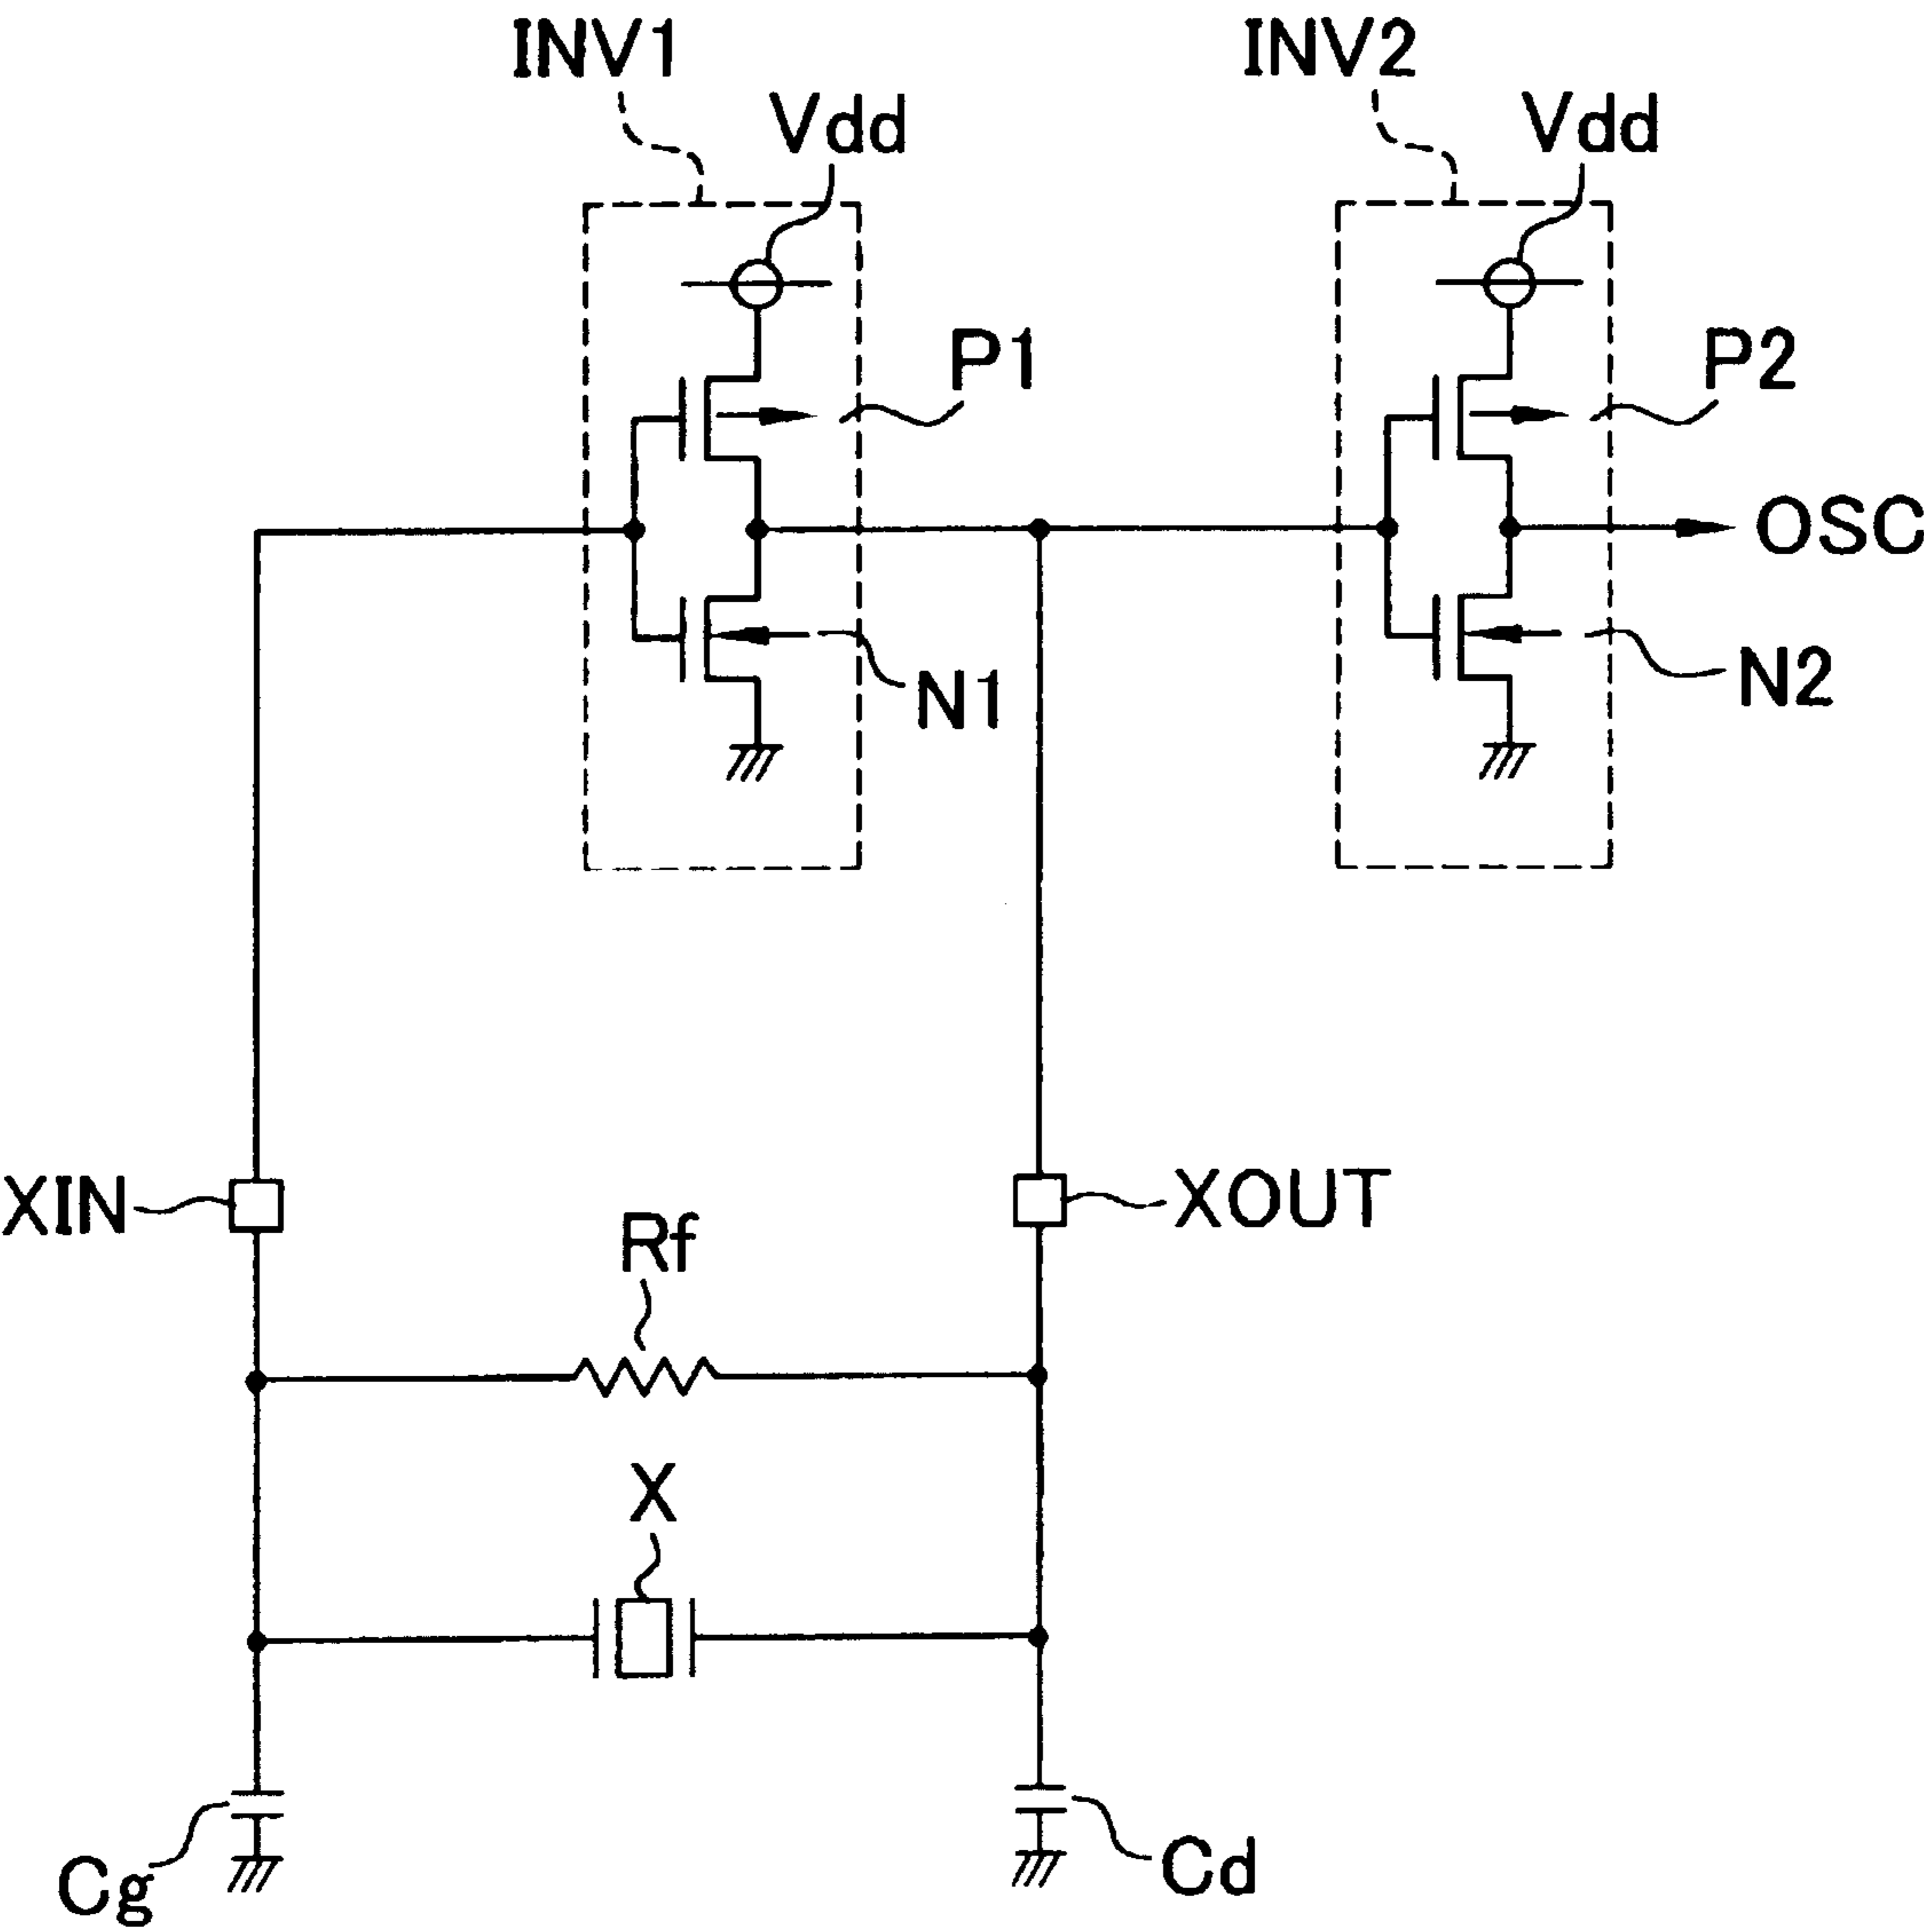 INV1
INV2
Vdd
Vdd
P1
P2
OSC
N1
N2
XIN
XOUT
Rf
X
Cg
Cd